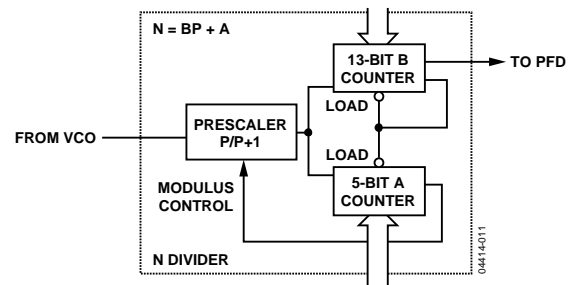 N = BP + A
13-BIT B
COUNTER
TO PFD
LOAD
PRESCALER
P/P+1
FROM VCO
LOAD
MODULUS
CONTROL
5-BIT A
COUNTER
N DIVIDER
04414-011